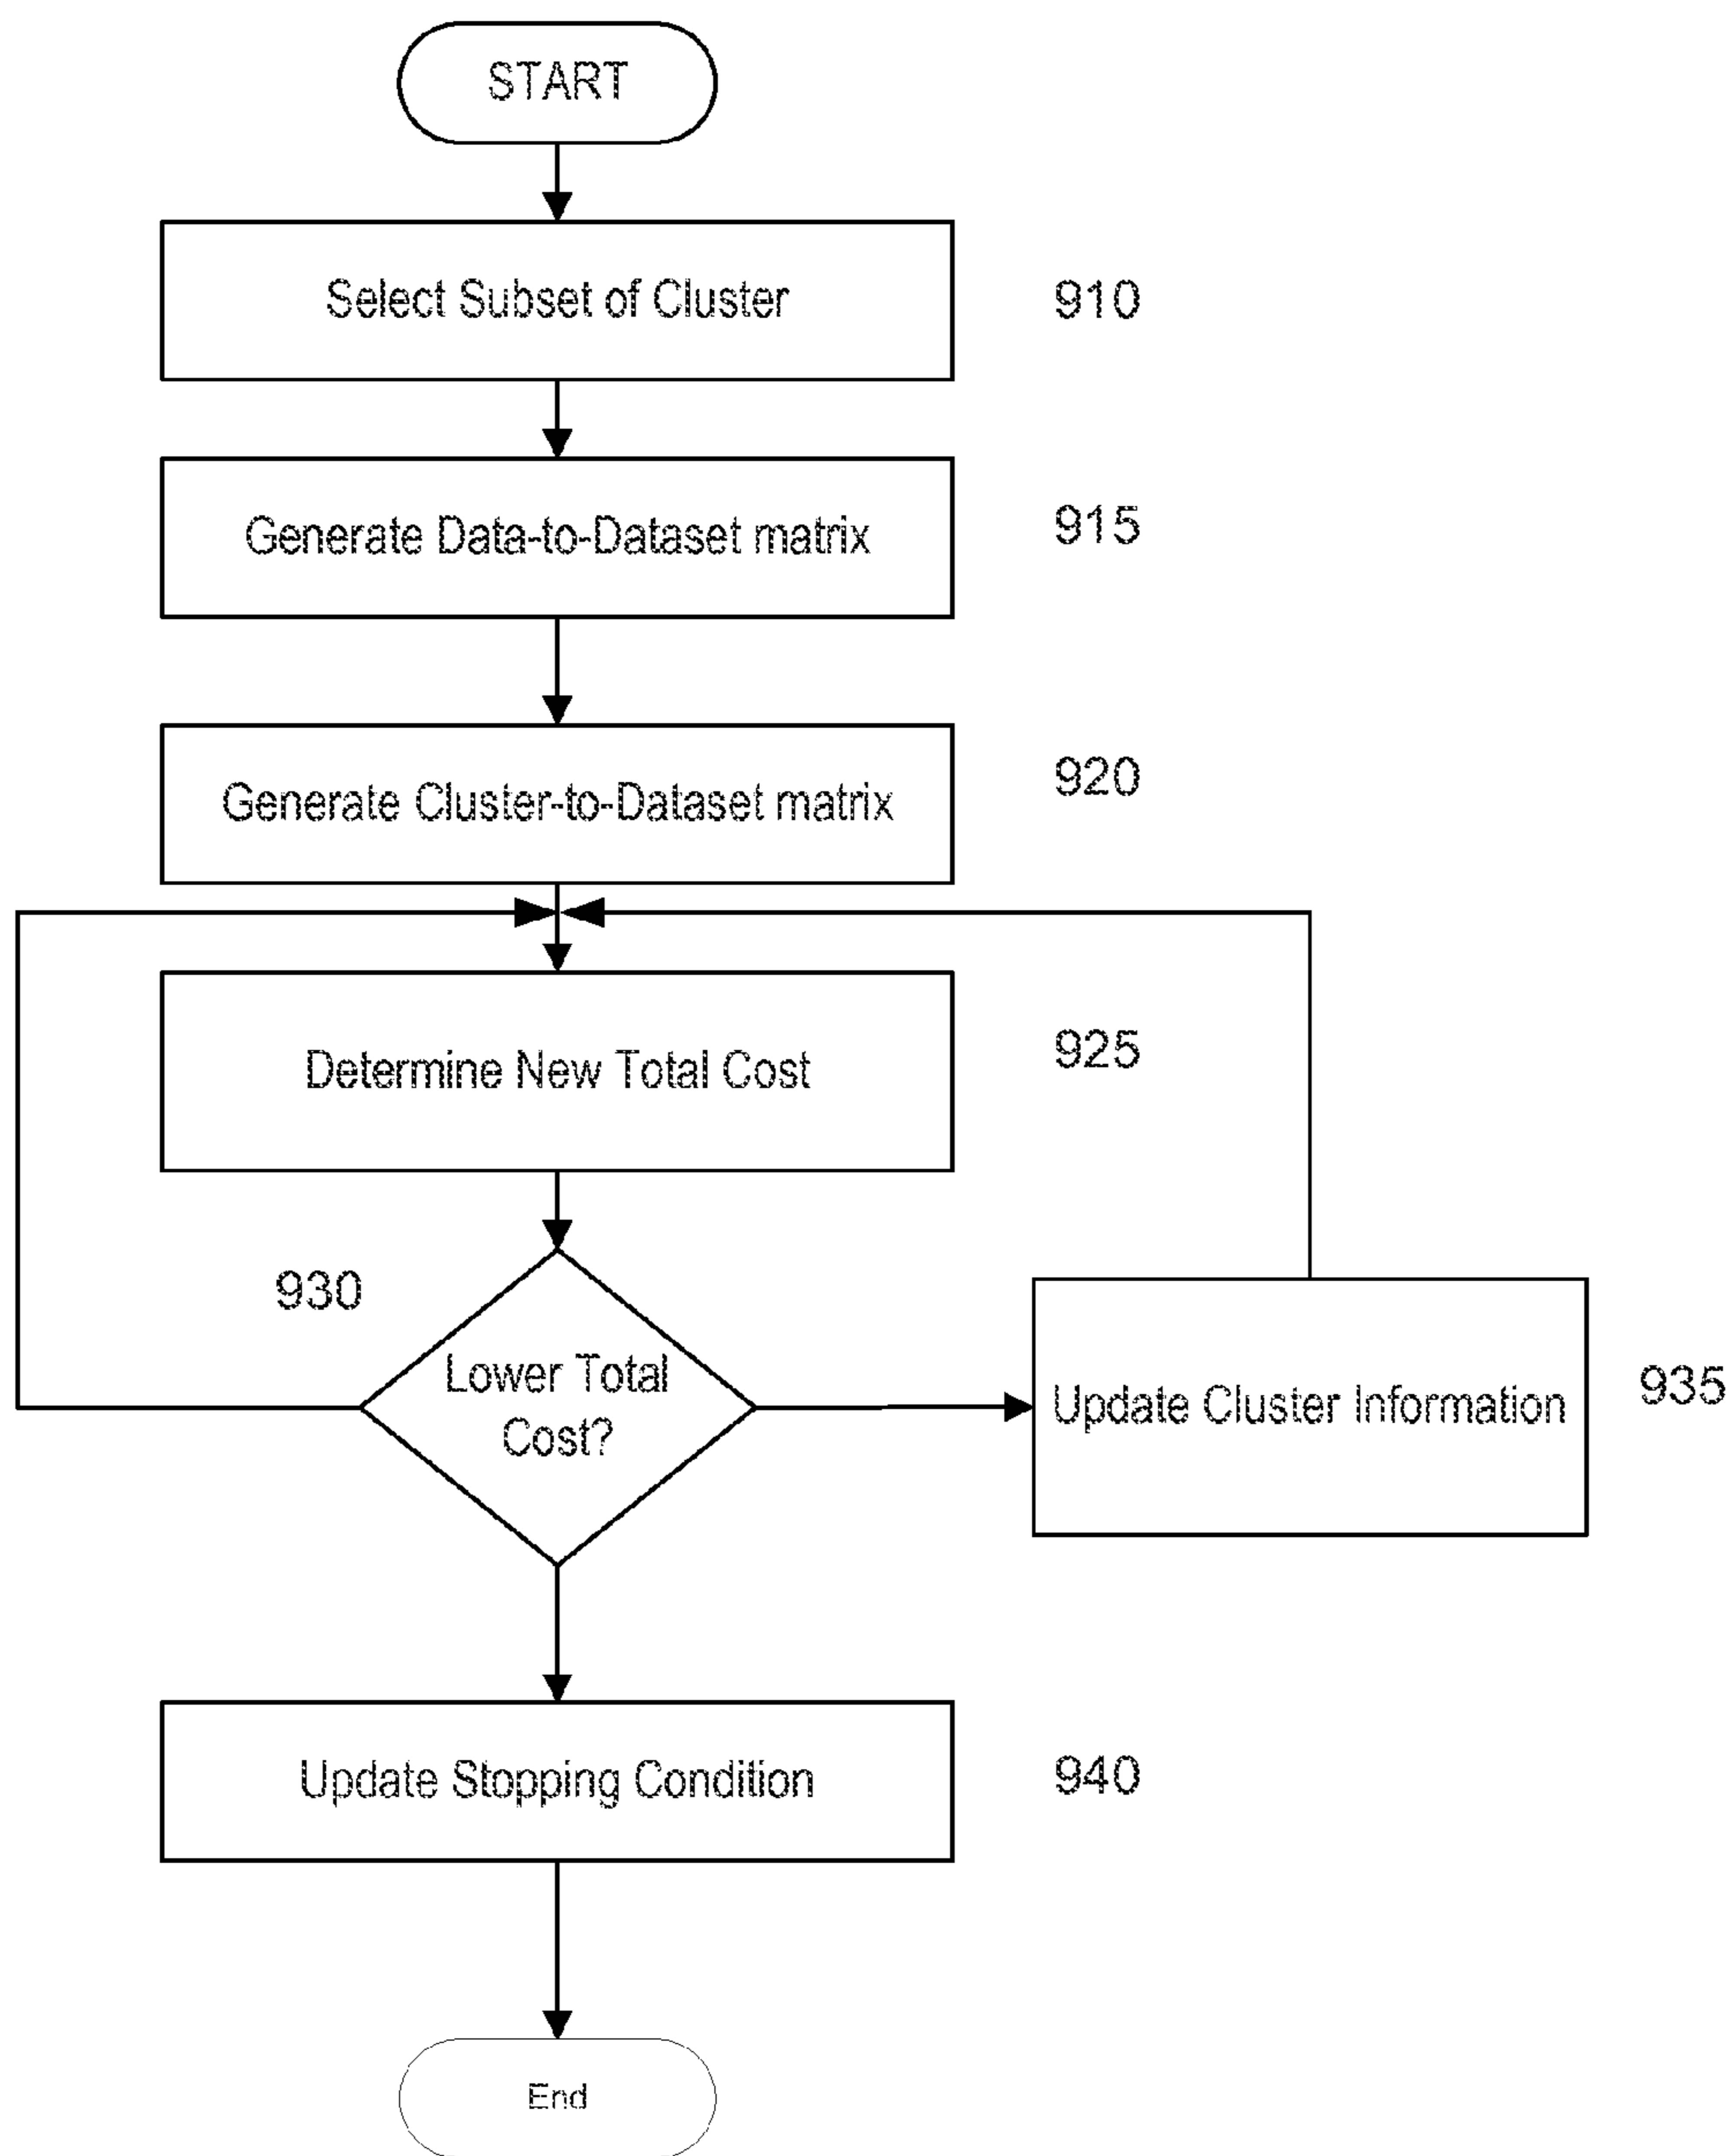 START
Select Subset of Cluster
910
Generate Data-to-Dataset matrix
915
Generate Cluster-to-Dataset matrix
920
Determine New Total Cost
925
930
Lower Total
Cost?
Update Cluster Information
935
Update Stopping Condition
940
End